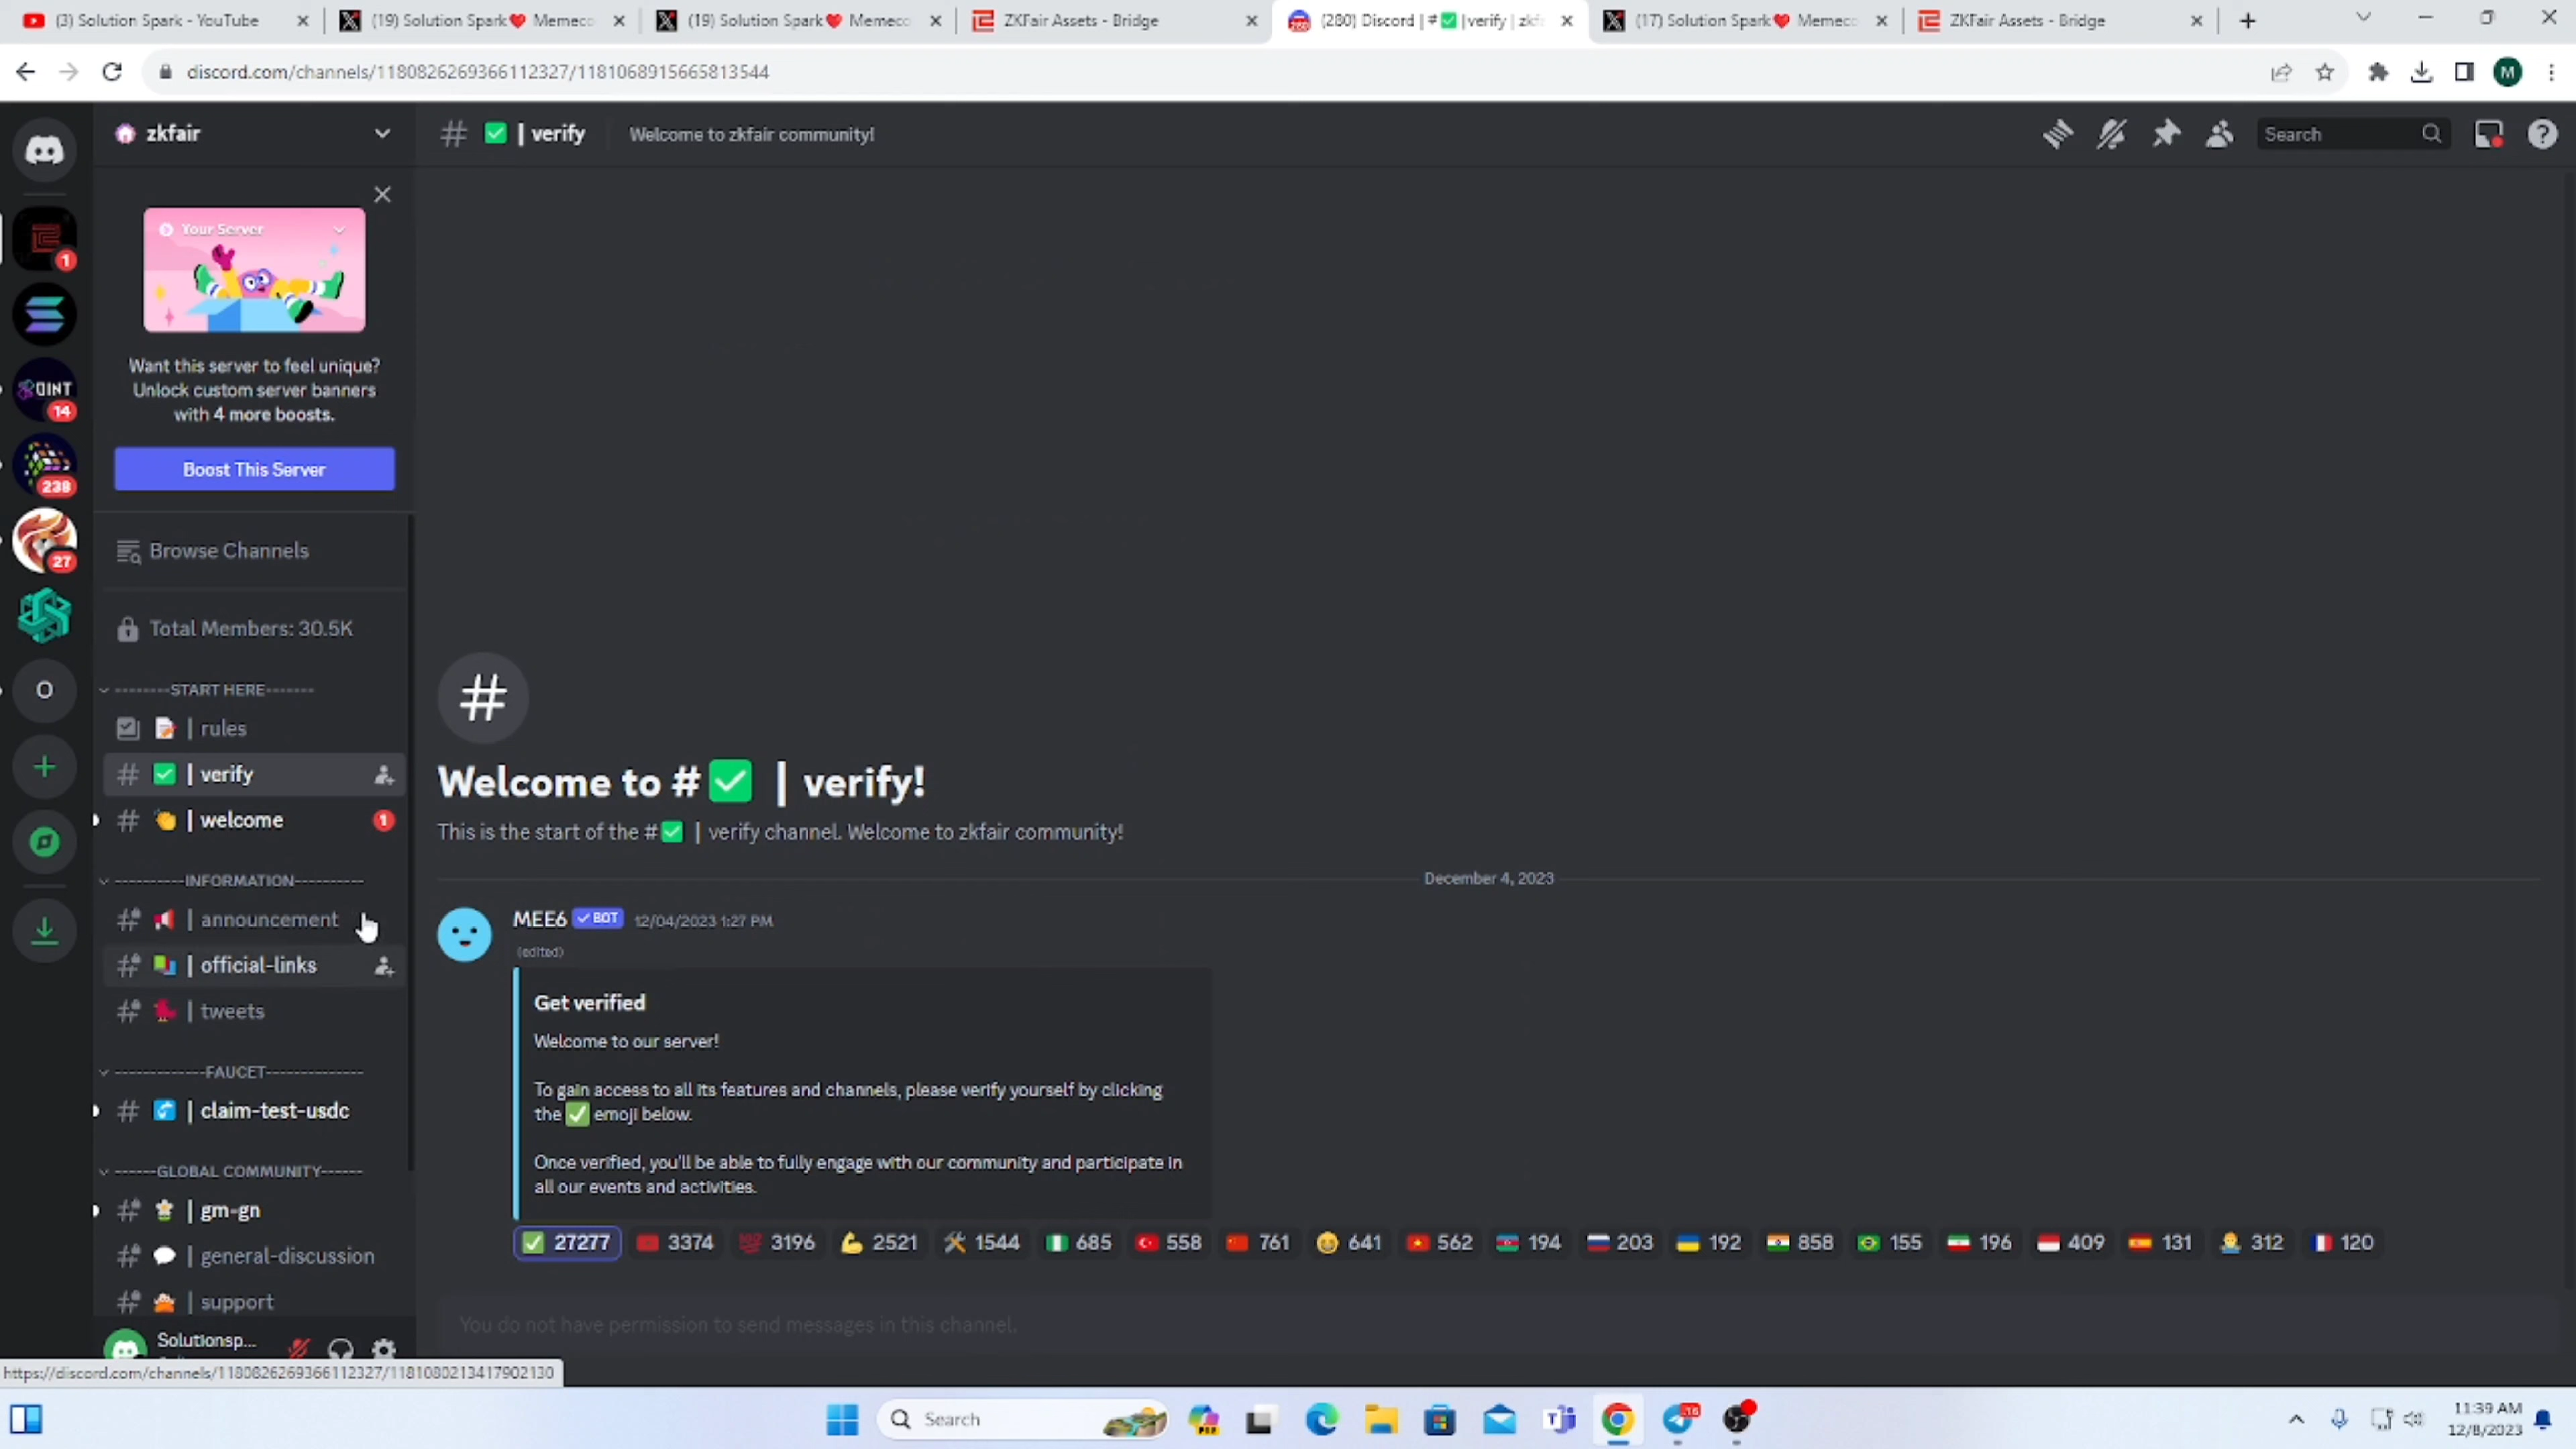 (3) Solution Spark - YouTube
(19) Solution Spark❤️ Memeco
(19) Solution Spark❤️ Memeco
ZKFair Assets - Bridge
(280) Discord | #✅ |verify | zkf
(17) Solution Spark❤️ Memec
ZKFair Assets - Bridge
discord.com/channels/1180826269366112327/1181068915665813544
M
zkfair
# ✅ | verify
Welcome to zkfair community!
Search
Your Server
Want this server to feel unique?
Unlock custom server banners
with 4 more boosts.
Boost This Server
1
14
238
27
O
Browse Channels
Total Members: 30.5K
--------START HERE-------
| rules
# ✅ | verify
# 👏 | welcome 1
----------INFORMATION----------
| announcement
| official-links
| tweets
-------------FAUCET--------------
# | claim-test-usdc
------GLOBAL COMMUNITY------
| gm-gn
| general-discussion
| support
Solutionsp...
#
Welcome to #✅ | verify!
This is the start of the #✅ | verify channel. Welcome to zkfair community!
December 4, 2023
MEE6 ✓ BOT 12/04/2023 1:27 PM
(edited)
Get verified
Welcome to our server!
To gain access to all its features and channels, please verify yourself by clicking
the ✅ emoji below.
Once verified, you'll be able to fully engage with our community and participate in
all our events and activities.
✅ 27277 3374 💯 3196 💪 2521 🛠 1544 685 558 761 641 562 194 203 192 858 155 196 409 131 312 120
You do not have permission to send messages in this channel.
https://discord.com/channels/1180826269366112327/1181080213417902130
Search
11:39 AM
12/8/2023